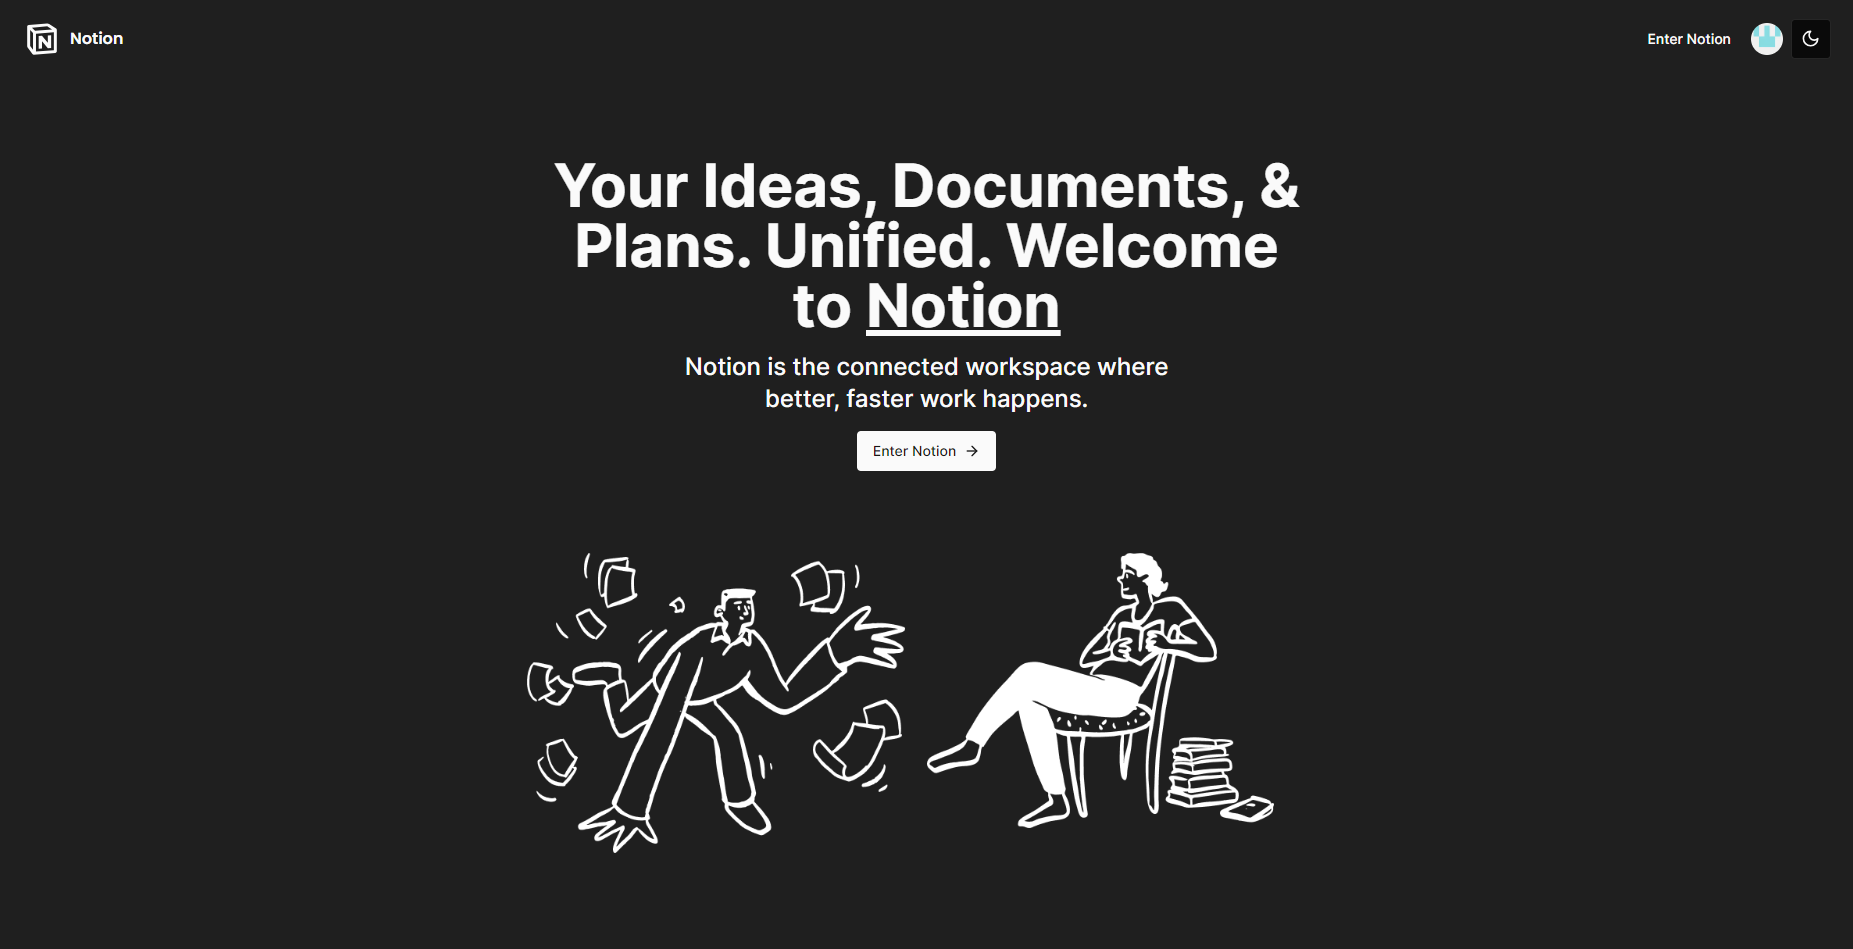 Notion
Enter Notion
Your Ideas, Documents, &
Plans. Unified. Welcome
to Notion
Notion is the connected workspace where
better, faster work happens.
Enter Notion